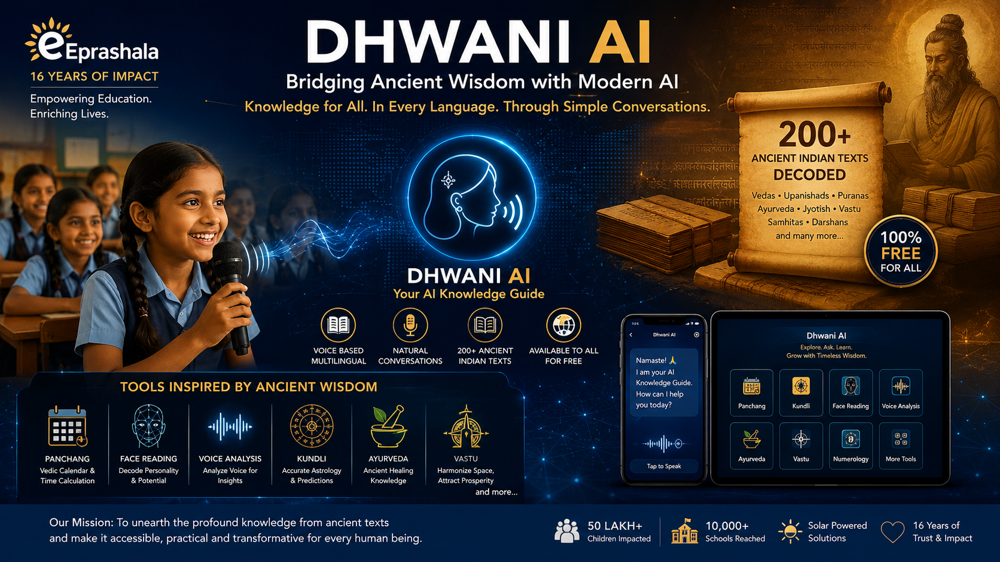 Eprashala
16 YEARS OF IMPACT
Empowering Education.
Enriching Lives.
DHWANI AI
Bridging Ancient Wisdom with Modern AI
Knowledge for All. In Every Language. Through Simple Conversations.
200+
ANCIENT INDIAN TEXTS
DECODED
Vedas • Upanishads • Puranas
Ayurveda • Jyotish • Vastu
Samhitas • Darshans
and many more...
100%
FREE
FOR ALL
DHWANI AI
Your AI Knowledge Guide
VOICE BASED
MULTILINGUAL
NATURAL
CONVERSATIONS
200+ ANCIENT
INDIAN TEXTS
AVAILABLE TO ALL
FOR FREE
TOOLS INSPIRED BY ANCIENT WISDOM
PANCHANG
Vedic Calendar &
Time Calculation
FACE READING
Decode Personality
& Potential
VOICE ANALYSIS
Analyze Voice for
Insights
KUNDLI
Accurate Astrology
& Predictions
AYURVEDA
Ancient Healing
Knowledge
VASTU
Harmonize Space,
Attract Prosperity
and more...
Dhwani AI
Namaste! 🙏
I am your AI
Knowledge Guide.
How can I help
you today?
Tap to Speak
Dhwani AI
Explore. Ask. Learn.
Grow with Timeless Wisdom.
Panchang
Kundli
Face Reading
Voice Analysis
Ayurveda
Vastu
Numerology
More Tools
Our Mission: To unearth the profound knowledge from ancient texts
and make it accessible, practical and transformative for every human being.
50 LAKH+
Children Impacted
10,000+
Schools Reached
Solar Powered
Solutions
16 Years of
Trust & Impact